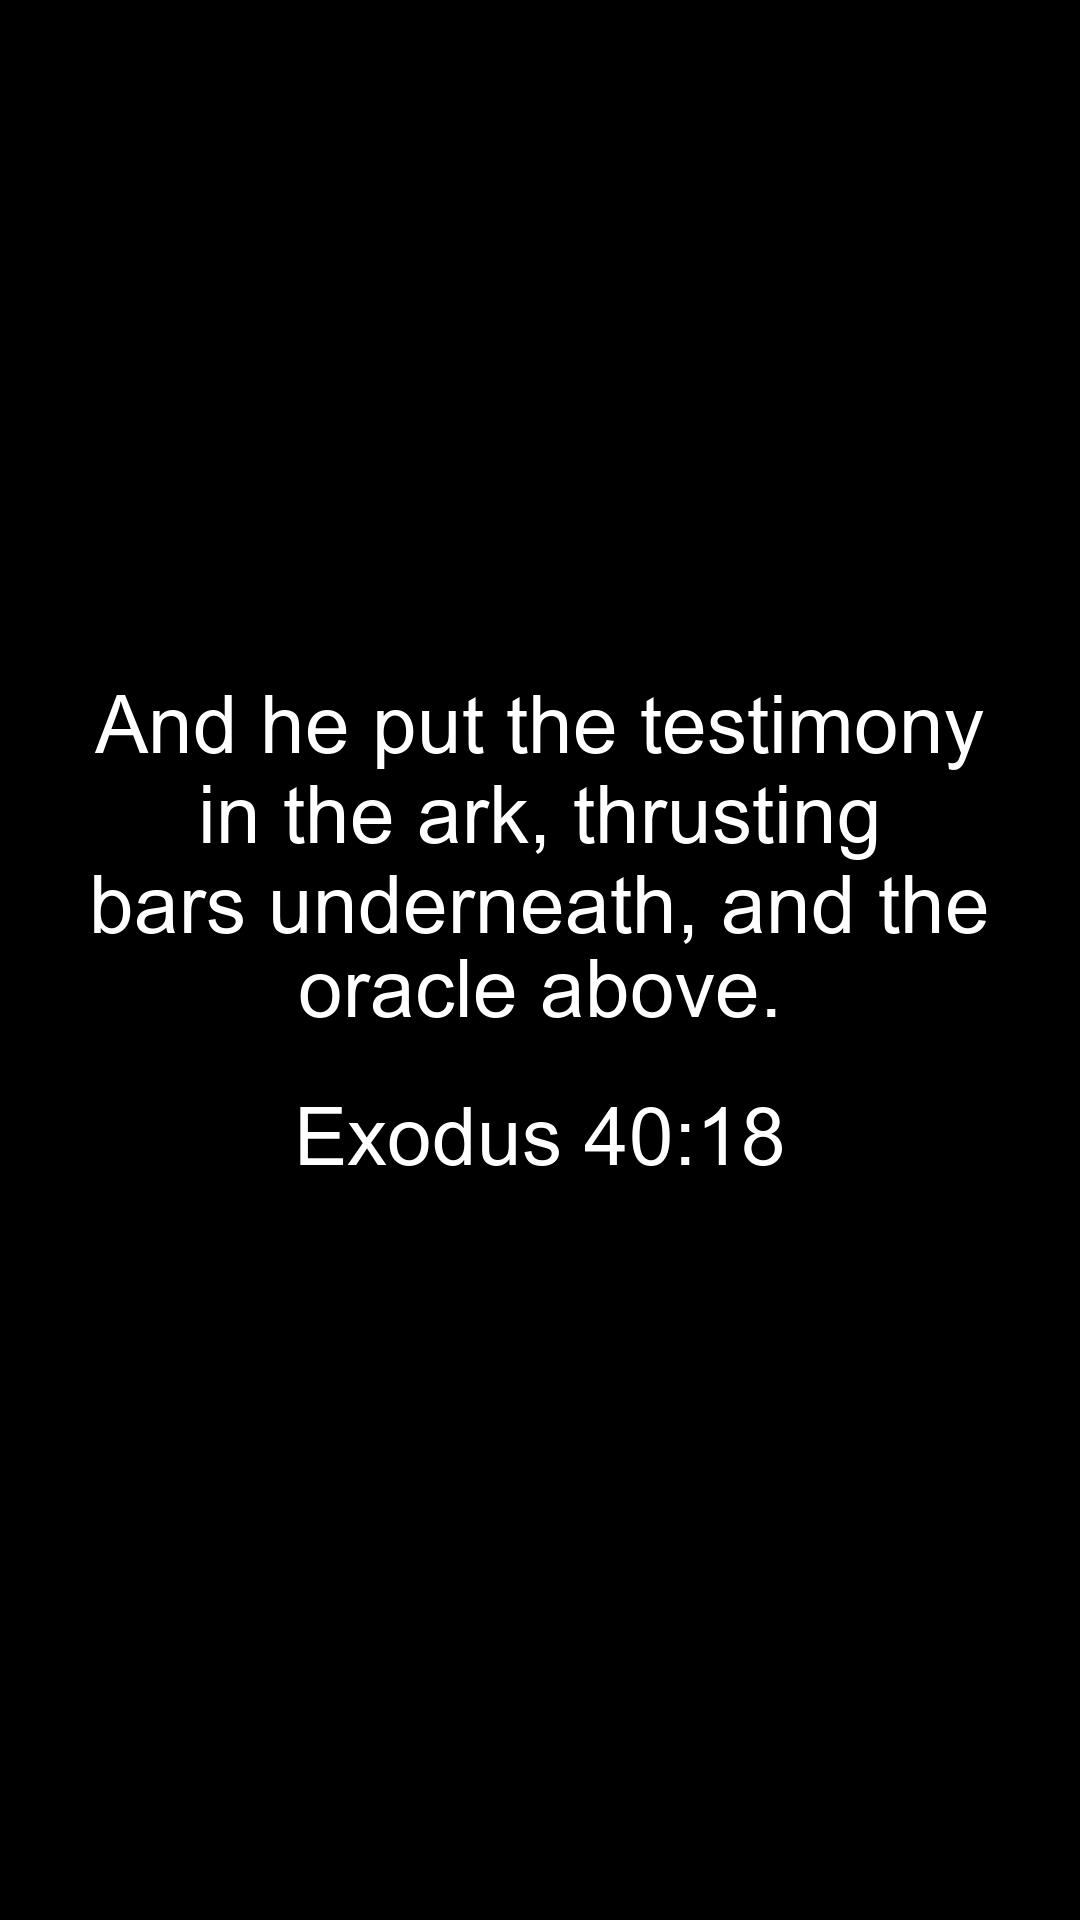 And he put the testimony
in the ark, thrusting
bars underneath, and the
oracle above.
Exodus 40:18